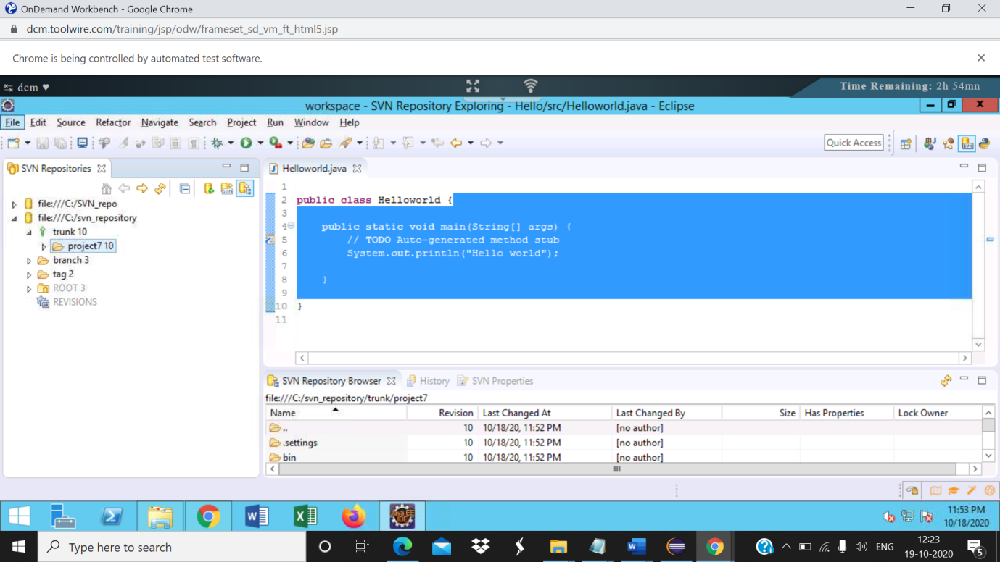 OnDemand Workbench - Google Chrome
dcm.toolwire.com/training/jsp/odw/frameset_sd_vm_ft_html5.jsp
Chrome is being controlled by automated test software.
dcm ♥
Time Remaining: 2h 54mn
workspace - SVN Repository Exploring - Hello/src/Helloworld.java - Eclipse
File Edit Source Refactor Navigate Search Project Run Window Help
Quick Access
SVN Repositories
file:///C:/SVN_repo
file:///C:/svn_repository
trunk 10
project7 10
branch 3
tag 2
ROOT 3
REVISIONS
Helloworld.java
1
2 public class Helloworld {
3
4 public static void main(String[] args) {
5 // TODO Auto-generated method stub
6 System.out.println("Hello world");
7
8 }
9
10 }
11
SVN Repository Browser History SVN Properties
file:///C:/svn_repository/trunk/project7
Name Revision Last Changed At Last Changed By Size Has Properties Lock Owner
.. 10 10/18/20, 11:52 PM [no author]
.settings 10 10/18/20, 11:52 PM [no author]
bin 10 10/18/20, 11:52 PM [no author]
Java EE
IDE
11:53 PM
10/18/2020
Type here to search
ENG
12:23
19-10-2020
5